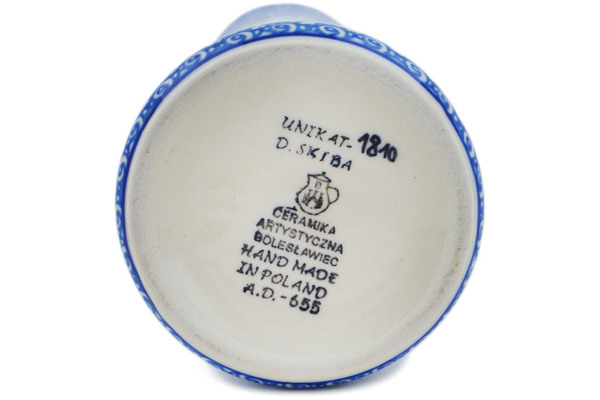 UNIKAT-1810
D. SKIBA
CERAMIKA
ARTYSTYCZNA
BOLESŁAWIEC
HAND MADE
IN POLAND
A.D.-655